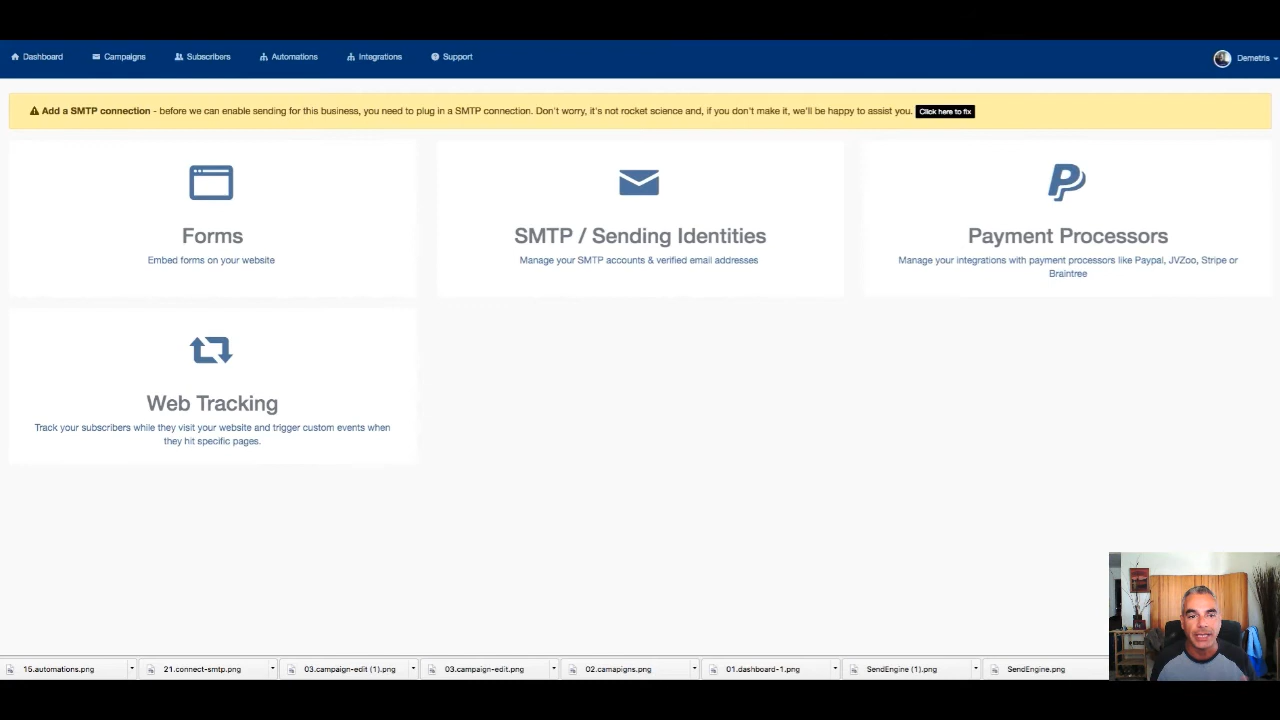 Dashboard
Campaigns
Subscribers
Automations
Integrations
Support
Demetris
Add a SMTP connection - before we can enable sending for this business, you need to plug in a SMTP connection. Don't worry, it's not rocket science and, if you don't make it, we'll be happy to assist you. Click here to fix
Forms
Embed forms on your website
SMTP / Sending Identities
Manage your SMTP accounts & verified email addresses
Payment Processors
Manage your integrations with payment processors like Paypal, JVZoo, Stripe or
Braintree
Web Tracking
Track your subscribers while they visit your website and trigger custom events when
they hit specific pages.
15.automations.png
21.connect-smtp.png
03.campaign-edit (1).png
03.campaign-edit.png
02.camapigns.png
01.dashboard-1.png
SendEngine (1).png
SendEngine.png